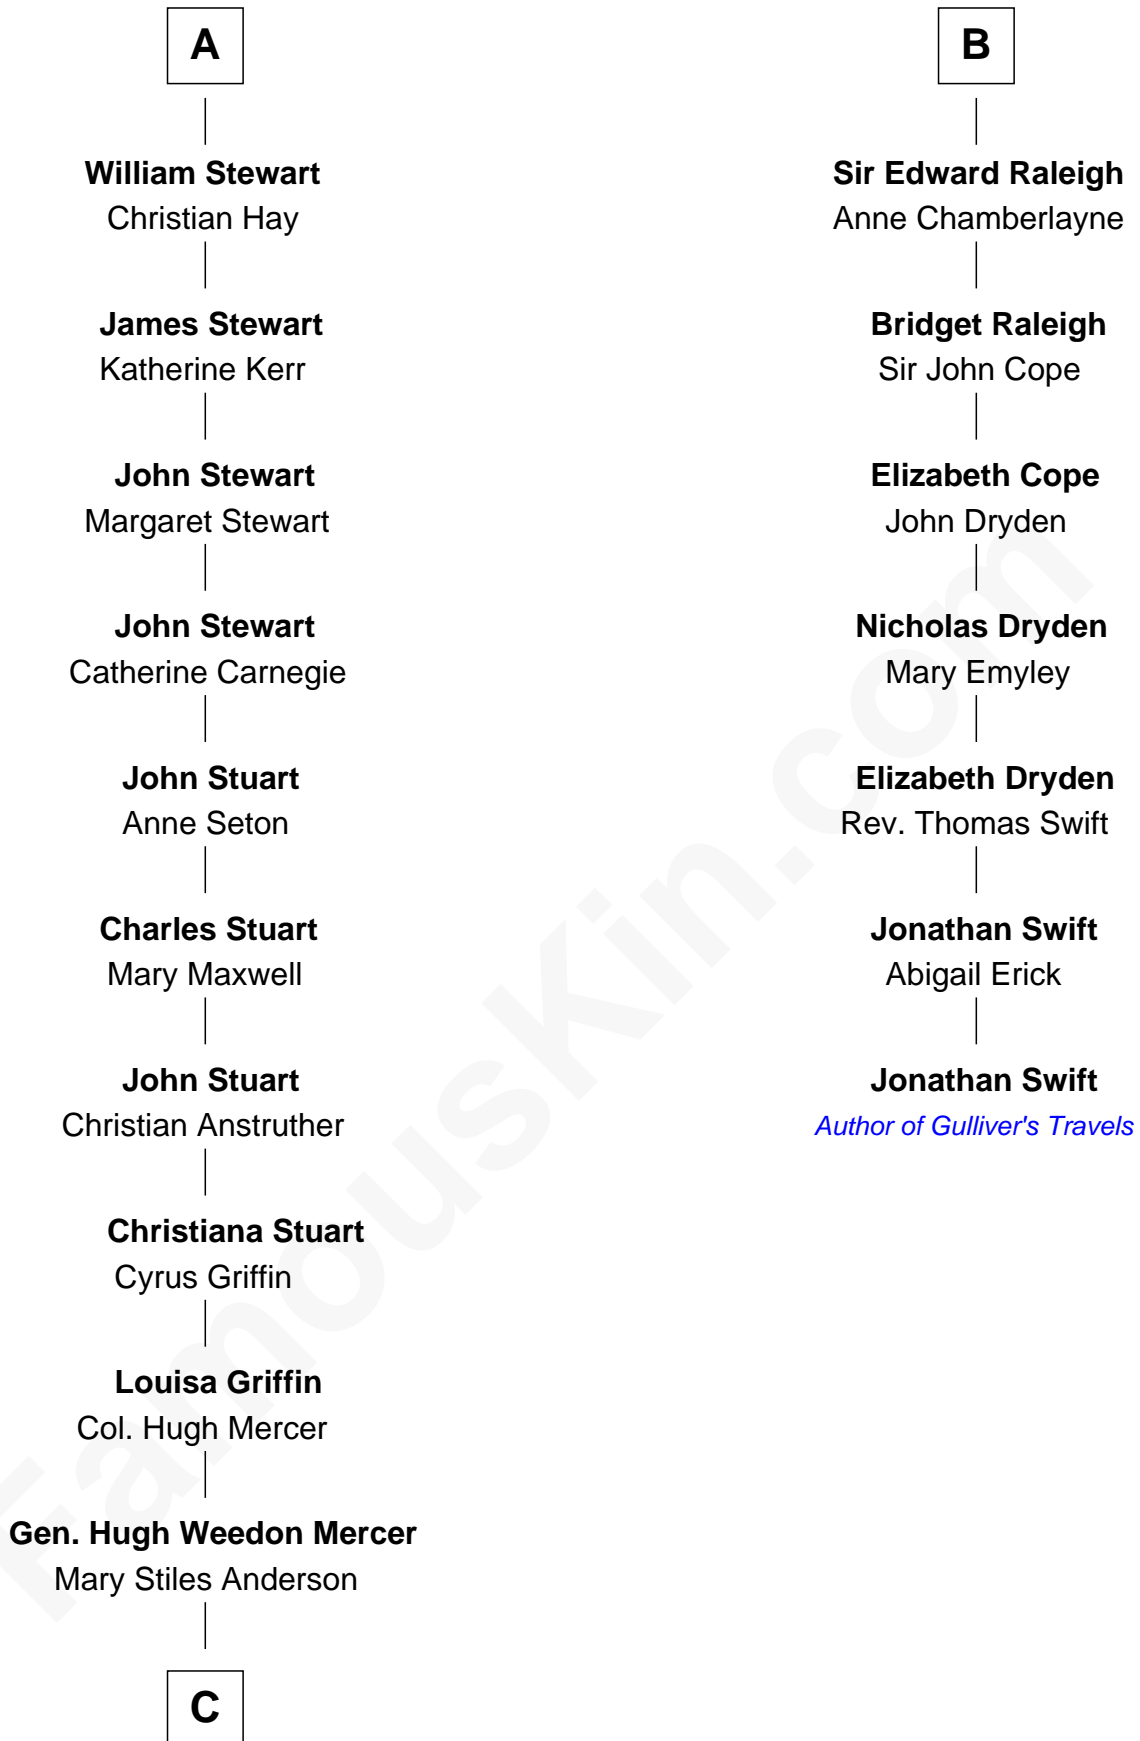 A
William Stewart
Christian Hay
James Stewart
Katherine Kerr
John Stewart
Margaret Stewart
John Stewart
Catherine Carnegie
John Stuart
Anne Seton
Charles Stuart
Mary Maxwell
John Stuart
Christian Anstruther
Christiana Stuart
Cyrus Griffin
Louisa Griffin
Col. Hugh Mercer
Gen. Hugh Weedon Mercer
Mary Stiles Anderson
C
B
Sir Edward Raleigh
Anne Chamberlayne
Bridget Raleigh
Sir John Cope
Elizabeth Cope
John Dryden
Nicholas Dryden
Mary Emyley
Elizabeth Dryden
Rev. Thomas Swift
Jonathan Swift
Abigail Erick
Jonathan Swift
Author of Gulliver's Travels
FamousKin.com